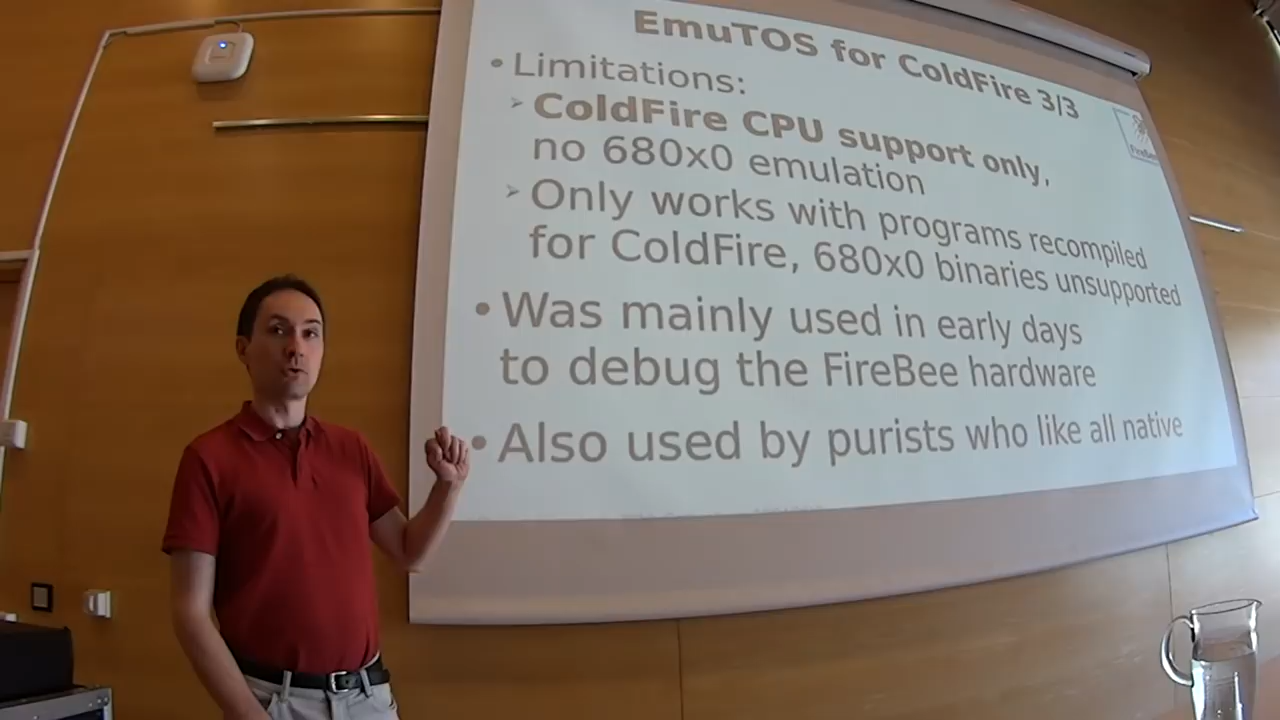 EmuTOS for ColdFire 3/3
• Limitations:
➢ ColdFire CPU support only,
no 680x0 emulation
➢ Only works with programs recompiled
for ColdFire, 680x0 binaries unsupported
• Was mainly used in early days
to debug the FireBee hardware
• Also used by purists who like all native
FireBee